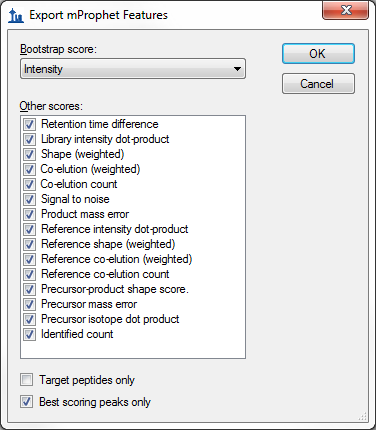 Export mProphet Features
Bootstrap score:
Intensity
OK
Cancel
Other scores:
Retention time difference
Library intensity dot-product
Shape (weighted)
Co-elution (weighted)
Co-elution count
Signal to noise
Product mass error
Reference intensity dot-product
Reference shape (weighted)
Reference co-elution (weighted)
Reference co-elution count
Precursor-product shape score.
Precursor mass error
Precursor isotope dot product
Identified count
Target peptides only
Best scoring peaks only